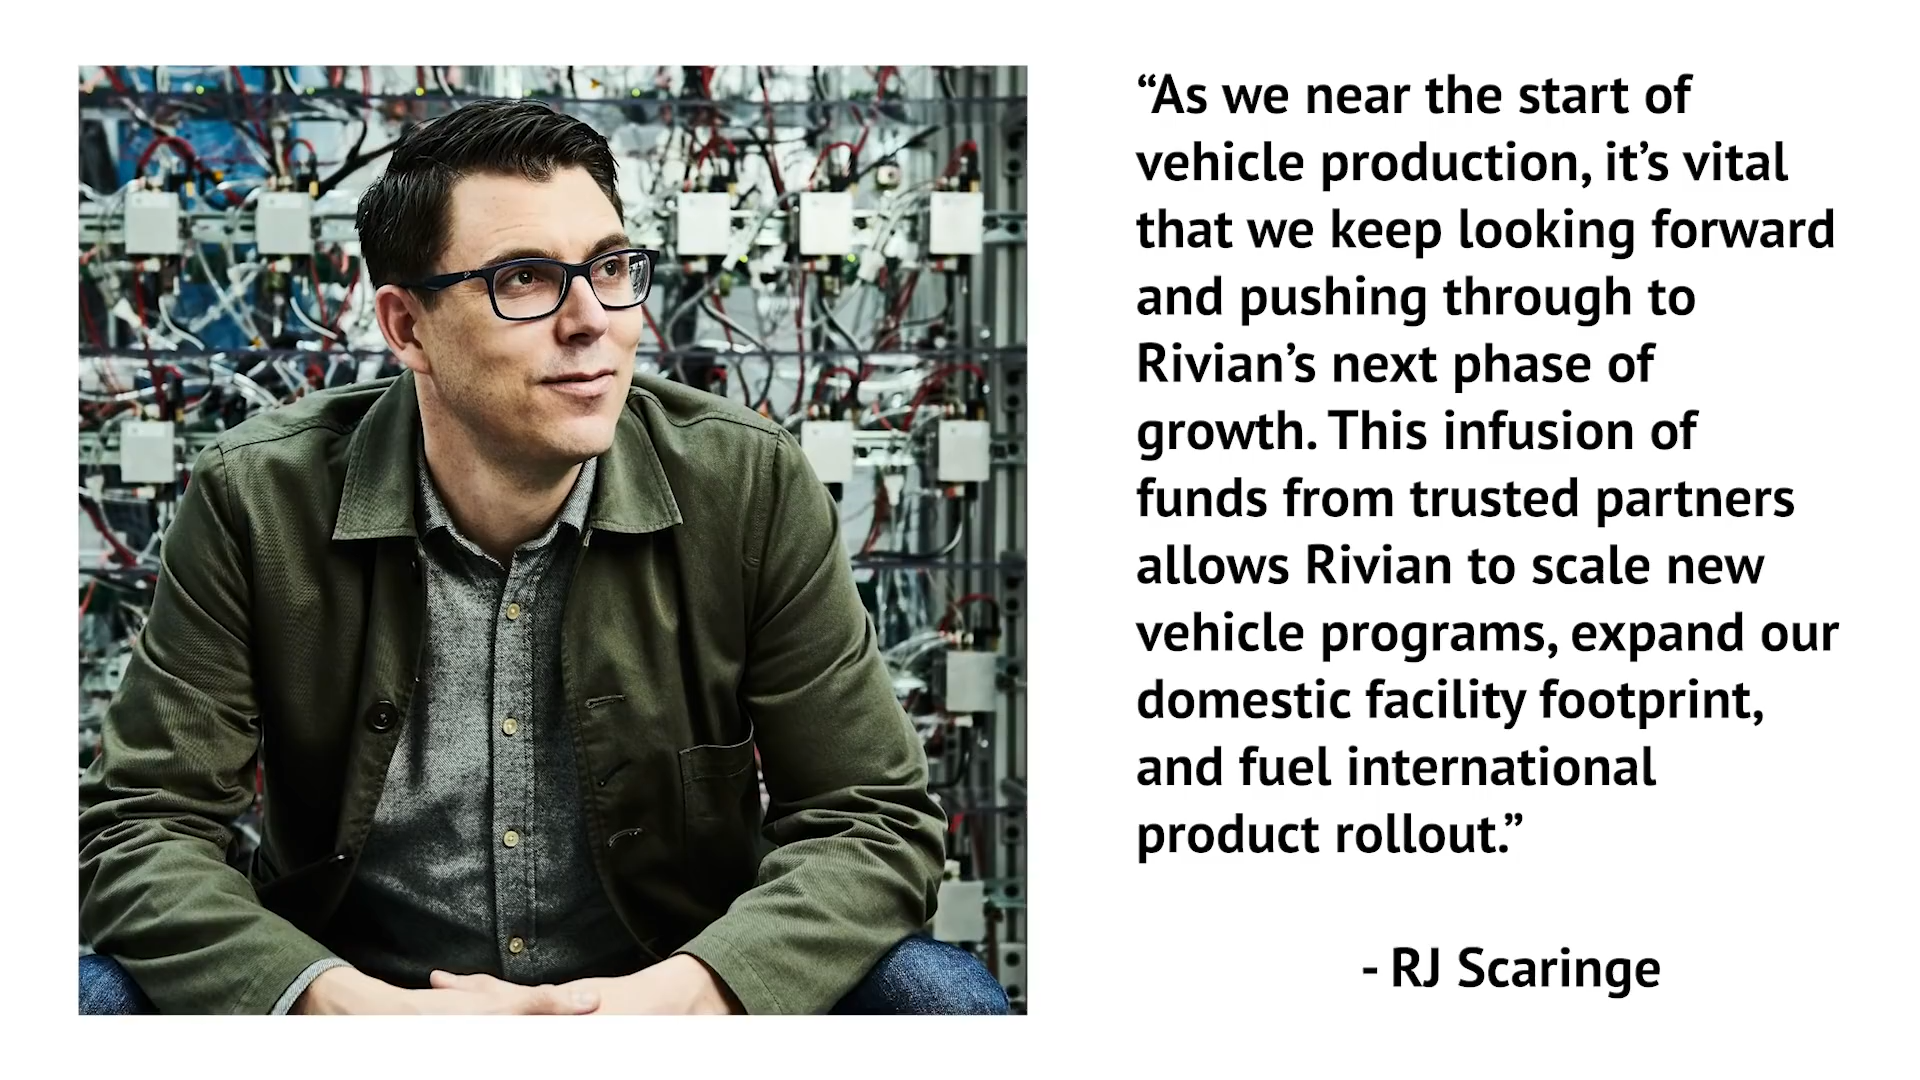 “As we near the start of
vehicle production, it’s vital
that we keep looking forward
and pushing through to
Rivian’s next phase of
growth. This infusion of
funds from trusted partners
allows Rivian to scale new
vehicle programs, expand our
domestic facility footprint,
and fuel international
product rollout.”
- RJ Scaringe